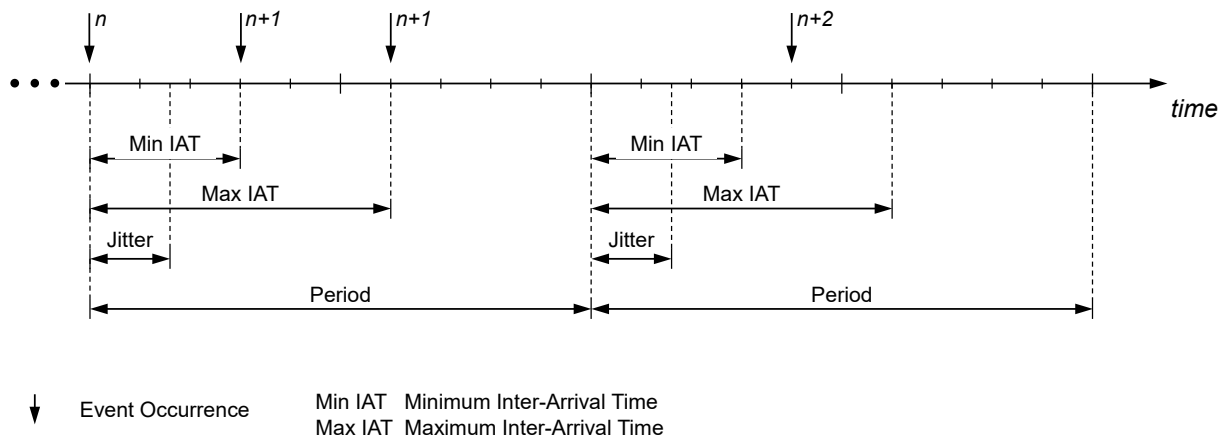 n n+1 n+1 n+2
time
Min IAT Min IAT
Max IAT Max IAT
Jitter Jitter
Period Period
Event Occurrence Min IAT Minimum Inter-Arrival Time
Max IAT Maximum Inter-Arrival Time